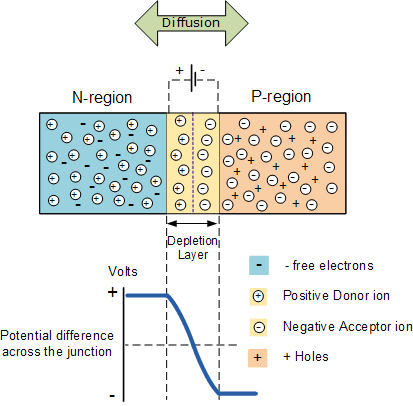 Diffusion
+ -
N-region P-region
Depletion
Layer
Volts
+
Potential difference
across the junction
-
- - free electrons
+ Positive Donor ion
- Negative Acceptor ion
+ + Holes